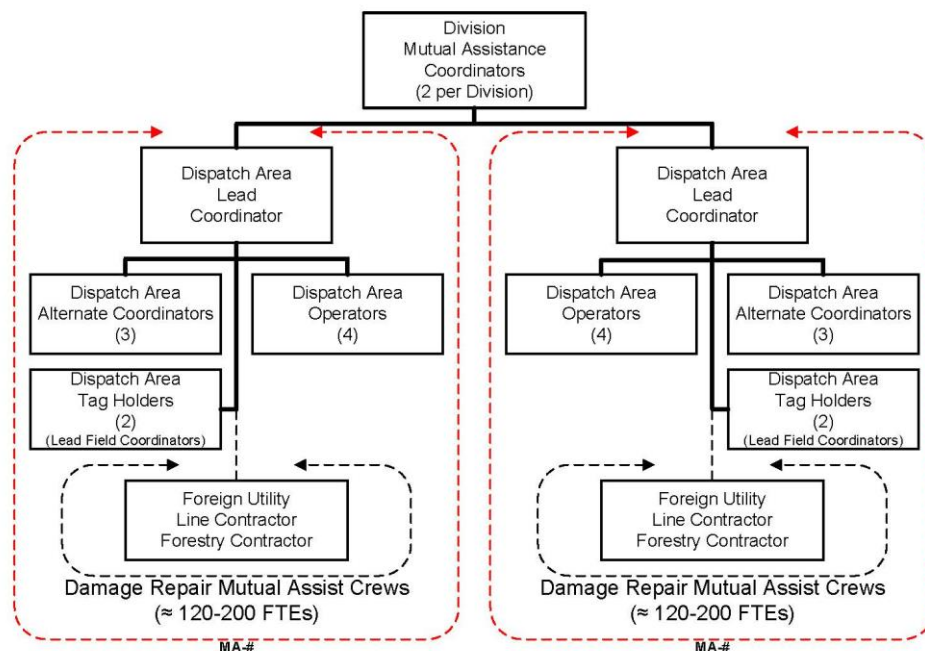 Division
Mutual Assistance
Coordinators
(2 per Division)
Dispatch Area
Lead
Coordinator
Dispatch Area
Alternate Coordinators
(3)
Dispatch Area
Operators
(4)
Dispatch Area
Tag Holders
(2)
(Lead Field Coordinators)
Foreign Utility
Line Contractor
Forestry Contractor
Damage Repair Mutual Assist Crews
(≈ 120-200 FTEs)
MA-#
Dispatch Area
Lead
Coordinator
Dispatch Area
Operators
(4)
Dispatch Area
Alternate Coordinators
(3)
Dispatch Area
Tag Holders
(2)
(Lead Field Coordinators)
Foreign Utility
Line Contractor
Forestry Contractor
Damage Repair Mutual Assist Crews
(≈ 120-200 FTEs)
MA-#